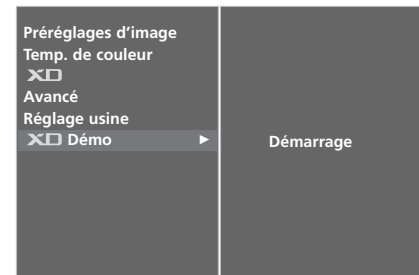 Préréglages d'image
Temp. de couleur
XD
Avancé
Réglage usine
XD Démo ►
Démarrage